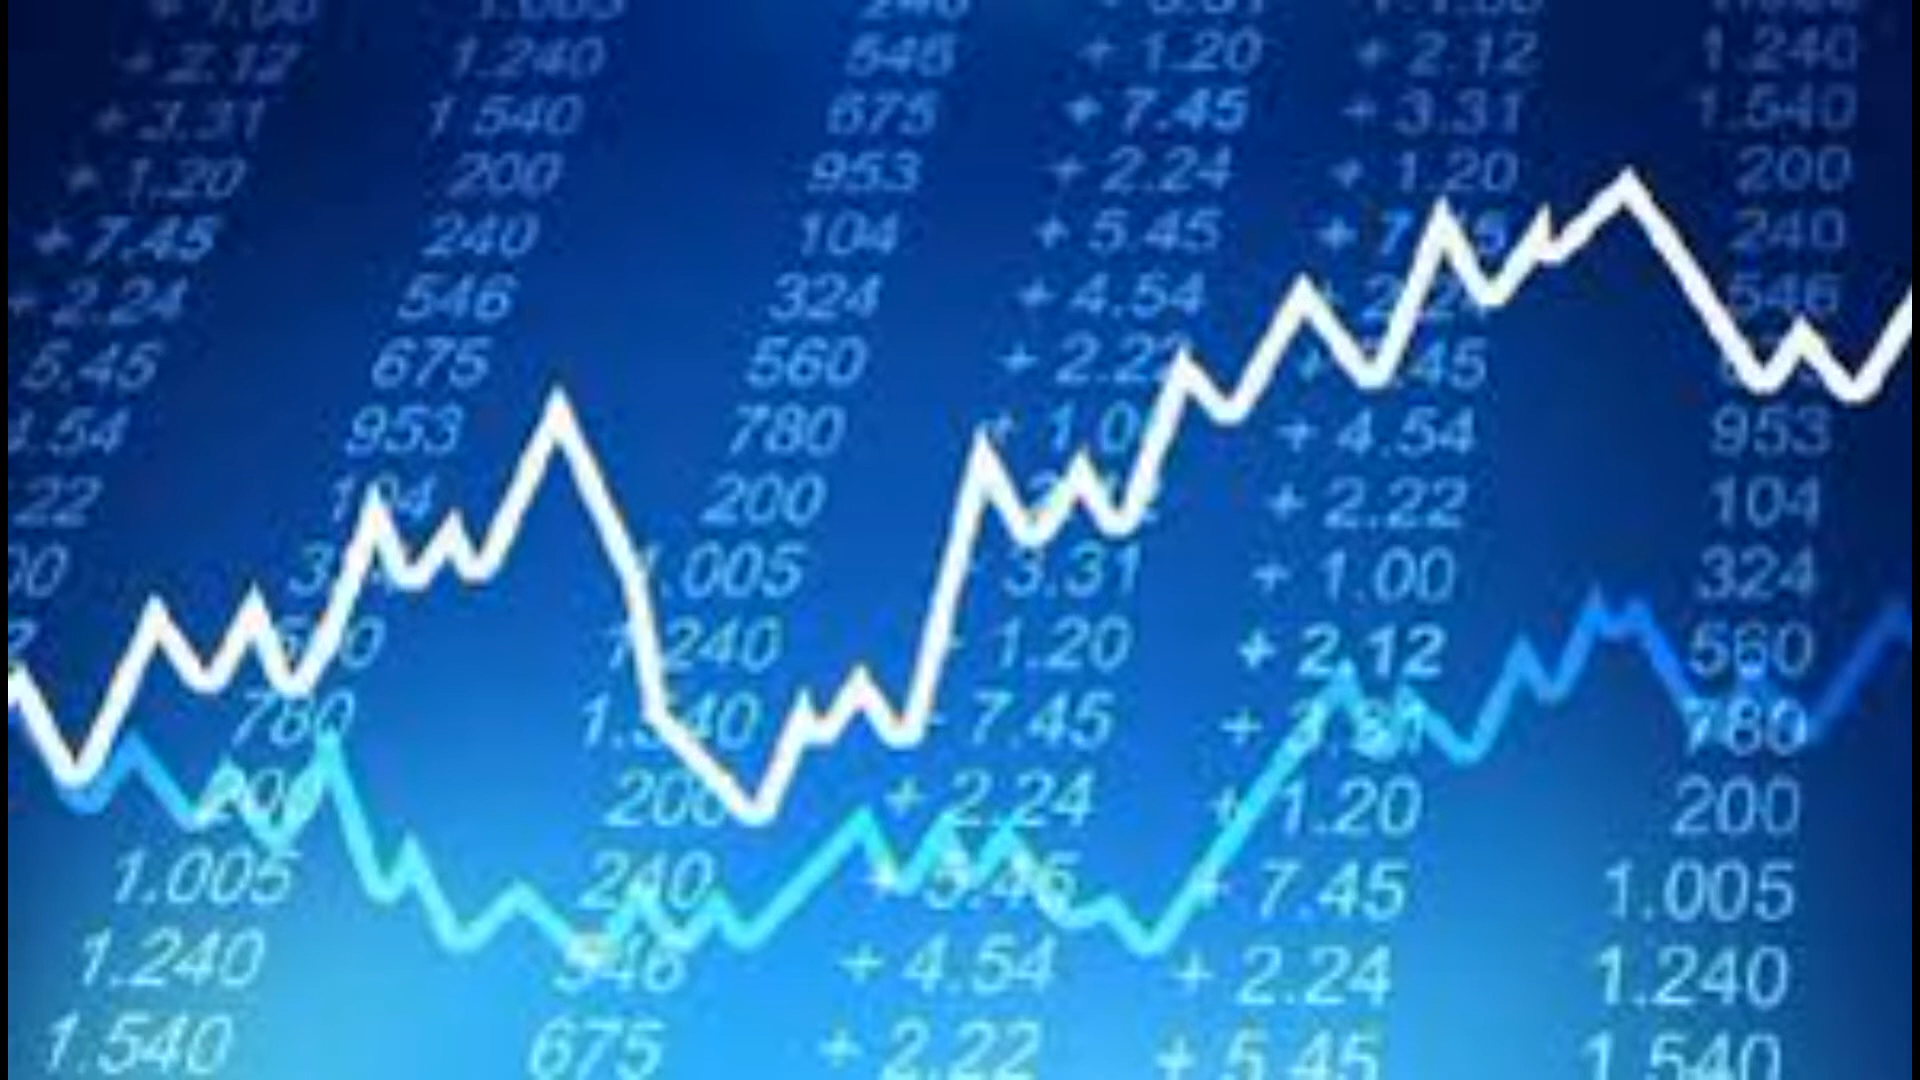 + 2.12 1.240 546 + 1.20 + 2.12 1.240
+ 3.31 1.540 675 + 7.45 + 3.31 1.540
+ 1.20 200 953 + 2.24 + 1.20 200
+ 7.45 240 104 + 5.45 240
+ 2.24 546 324 + 4.54 546
5.45 675 560
953 780 + 4.54 953
22 200 + 2.22 104
3.31 + 1.00 324
1.20 + 2.12 560
780 7.45 780
+ 2.24 1.20 200
1.005 240 + 7.45 1.005
1.240 546 + 4.54 + 2.24 1.240
1.540 675 + 2.22 + 5.45 1.540